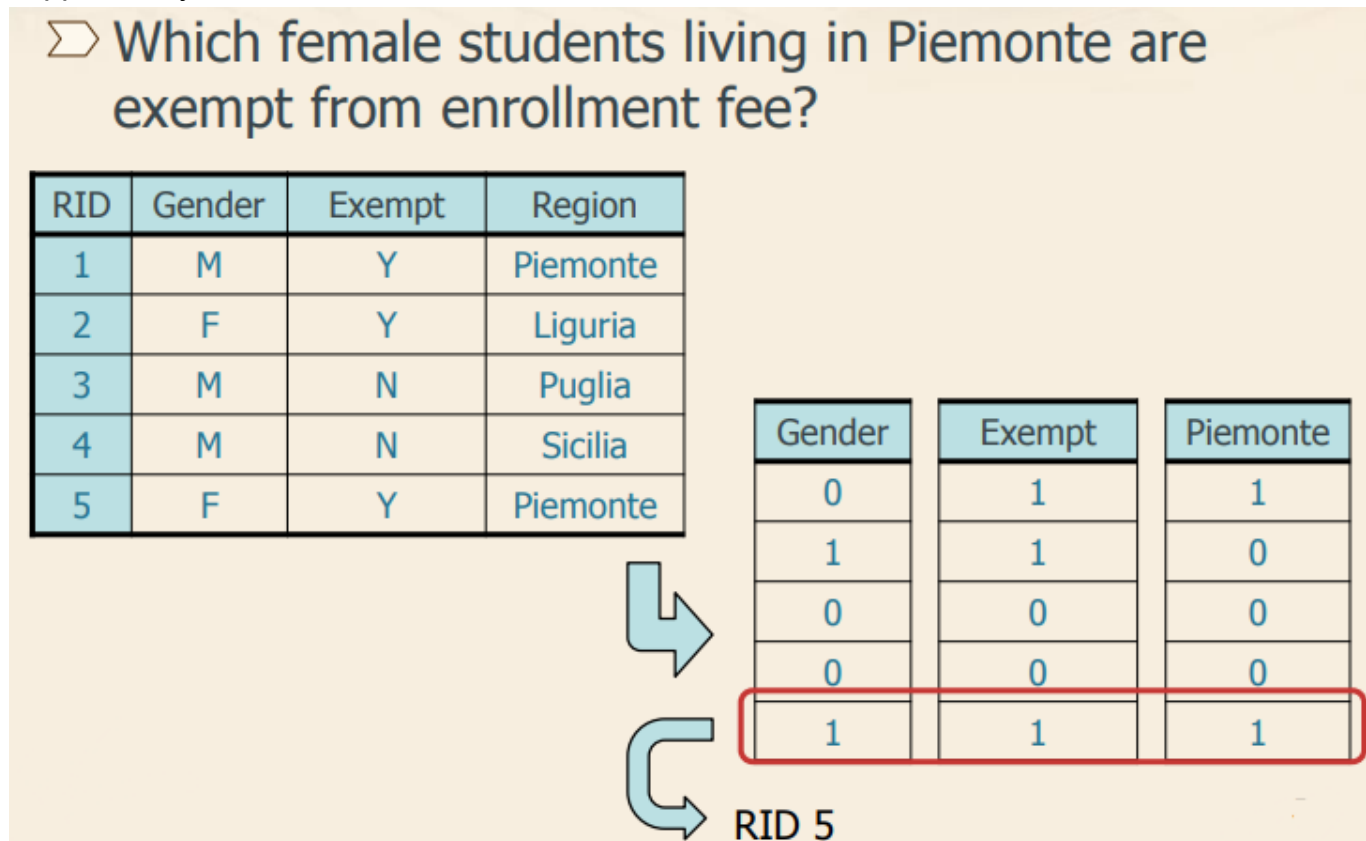 Which female students living in Piemonte are
exempt from enrollment fee?
RID Gender Exempt Region
1 M Y Piemonte
2 F Y Liguria
3 M N Puglia
4 M N Sicilia
5 F Y Piemonte
Gender Exempt Piemonte
0 1 1
1 1 0
0 0 0
0 0 0
1 1 1
RID 5